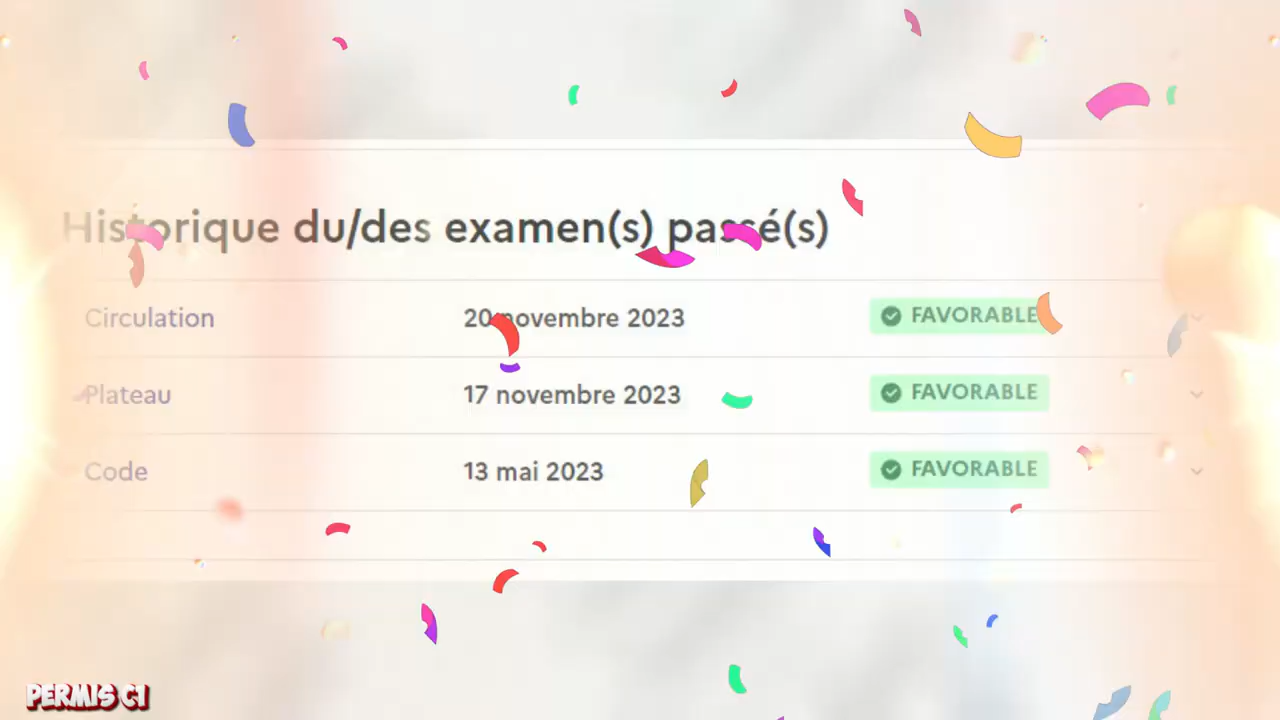 Historique du/des examen(s) passé(s)
Circulation 20 novembre 2023 FAVORABLE
Plateau 17 novembre 2023 FAVORABLE
Code 13 mai 2023 FAVORABLE
PERMIS C1